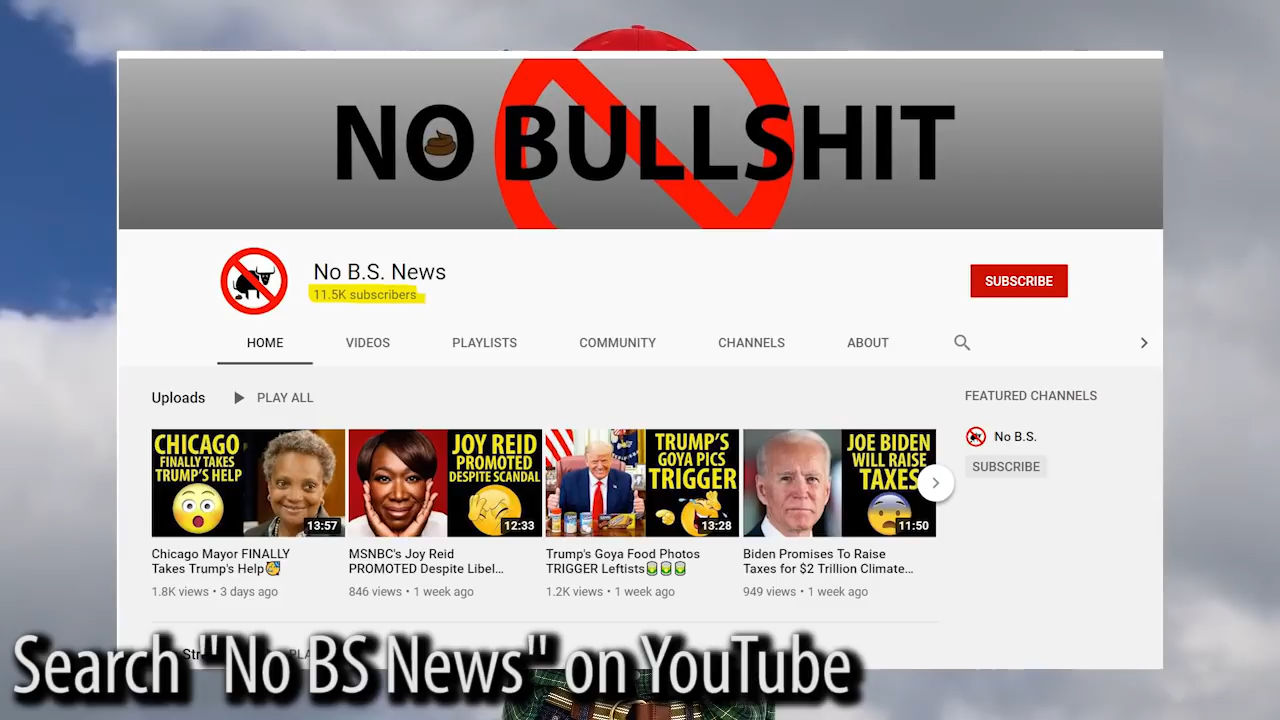 NO BULLSHIT
No B.S. News
11.5K subscribers
SUBSCRIBE
HOME VIDEOS PLAYLISTS COMMUNITY CHANNELS ABOUT
Uploads PLAY ALL
FEATURED CHANNELS
No B.S.
SUBSCRIBE
CHICAGO
FINALLY TAKES
TRUMP'S HELP
13:57
Chicago Mayor FINALLY
Takes Trump's Help
1.8K views • 3 days ago
JOY REID
PROMOTED
DESPITE SCANDAL
12:33
MSNBC's Joy Reid
PROMOTED Despite Libel...
846 views • 1 week ago
TRUMP'S
GOYA PICS
TRIGGER
13:28
Trump's Goya Food Photos
TRIGGER Leftists
1.2K views • 1 week ago
JOE BIDEN
WILL RAISE
TAXES
11:50
Biden Promises To Raise
Taxes for $2 Trillion Climate...
949 views • 1 week ago
Search "No BS News" on YouTube